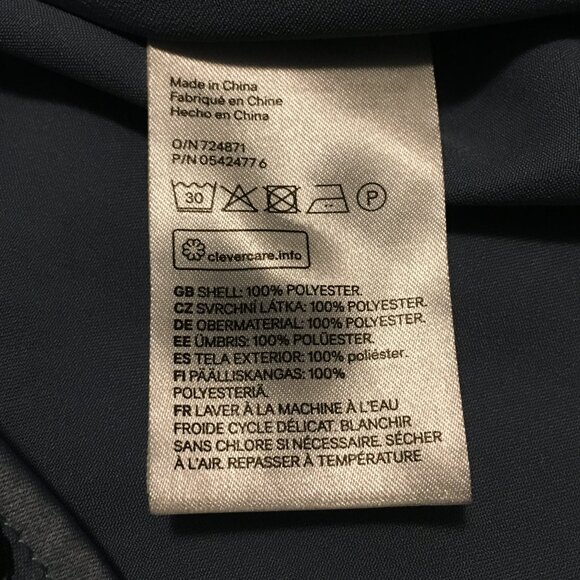 Made in China
Fabriqué en Chine
Hecho en China
O/N 724871
P/N 0542477 6
30
P
clevercare.info
GB SHELL: 100% POLYESTER.
CZ SVRCHNÍ LÁTKA: 100% POLYESTER.
DE OBERMATERIAL: 100% POLYESTER.
EE ÜMBRIS: 100% POLÜESTER.
ES TELA EXTERIOR: 100% poliéster.
FI PÄÄLLISKANGAS: 100%
POLYESTERIÄ.
FR LAVER À LA MACHINE À L'EAU
FROIDE CYCLE DÉLICAT. BLANCHIR
SANS CHLORE SI NÉCESSAIRE. SÉCHER
À L'AIR. REPASSER À TEMPÉRATURE